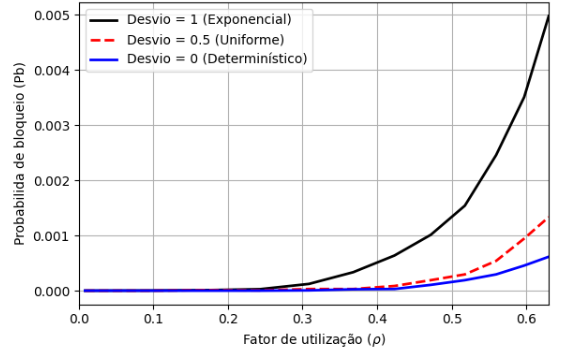 0.005
0.004
0.003
0.002
0.001
0.000
Probabilida de bloqueio (Pb)
Desvio = 1 (Exponencial)
Desvio = 0.5 (Uniforme)
Desvio = 0 (Determinístico)
0.0 0.1 0.2 0.3 0.4 0.5 0.6
Fator de utilização (ρ)